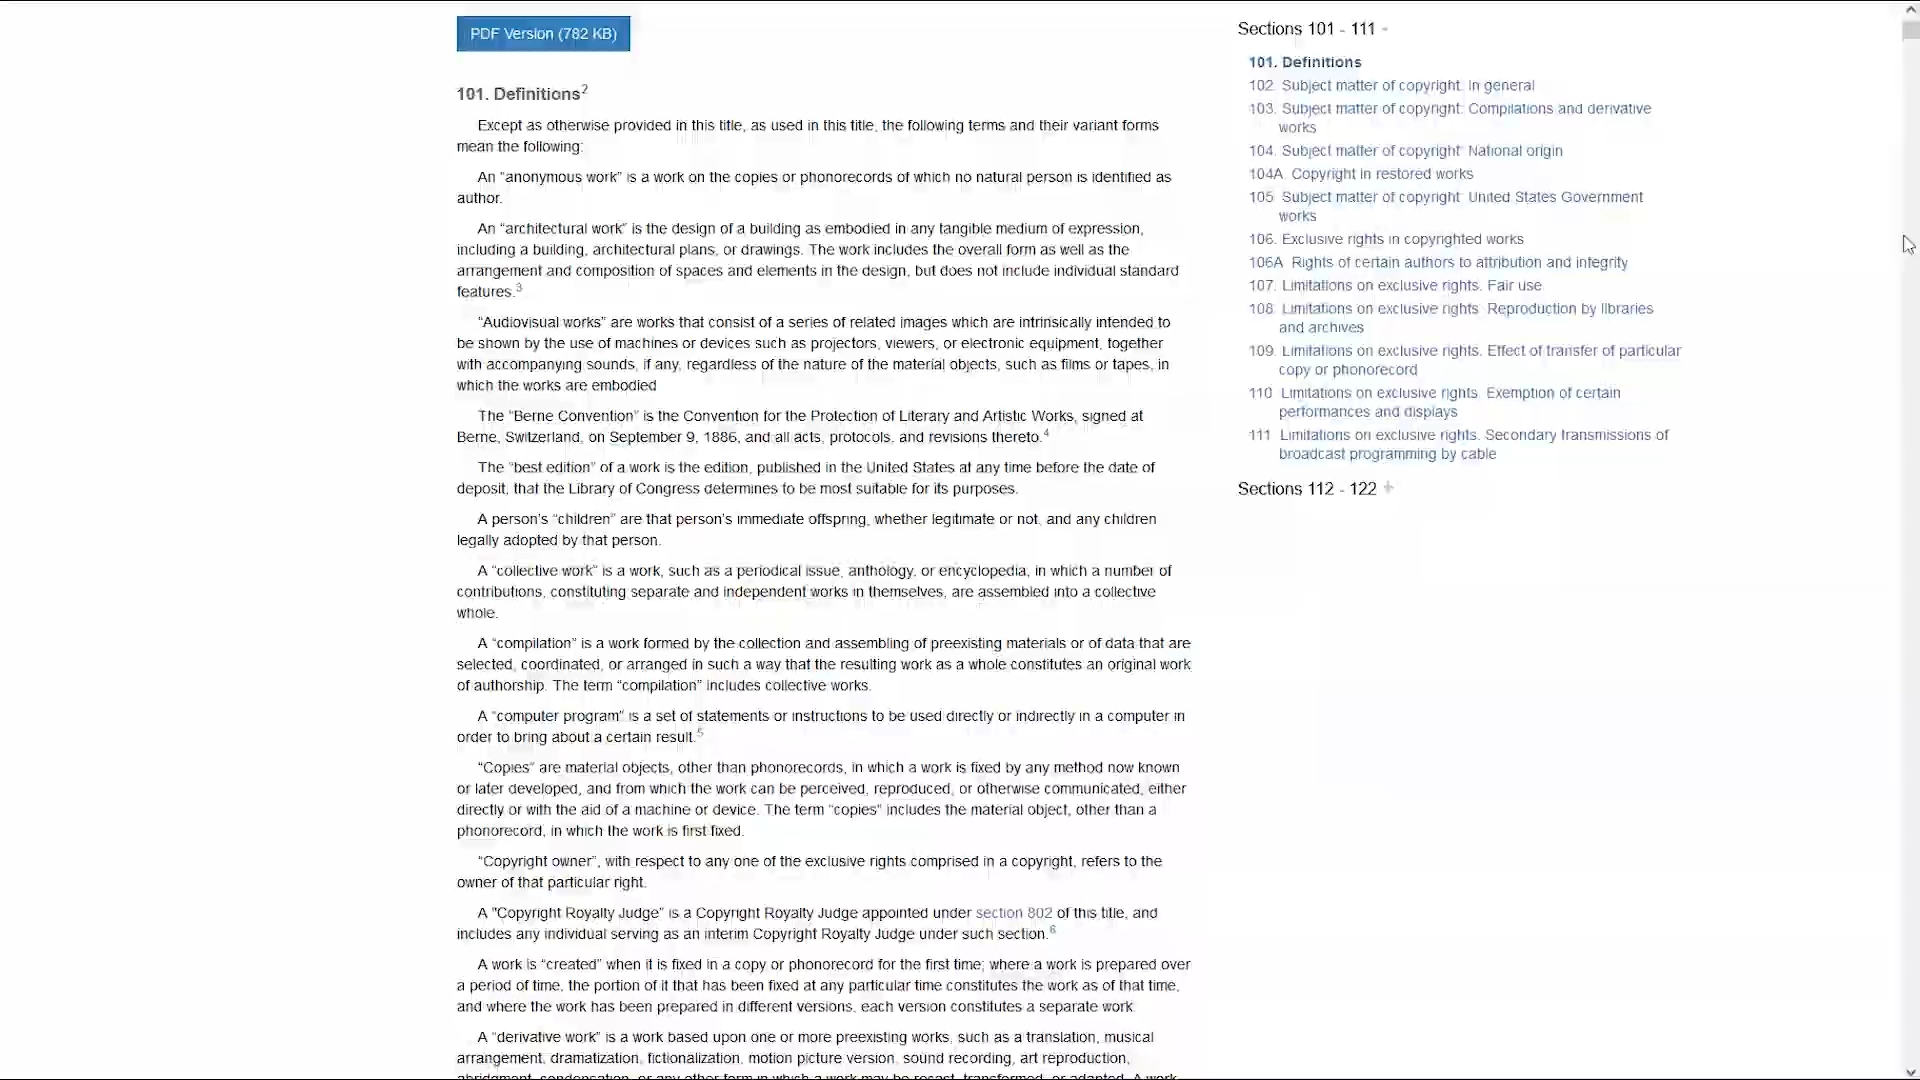 PDF Version (782 KB)
101. Definitions2
Except as otherwise provided in this title, as used in this title, the following terms and their variant forms
mean the following:
An “anonymous work” is a work on the copies or phonorecords of which no natural person is identified as
author.
An “architectural work” is the design of a building as embodied in any tangible medium of expression,
including a building, architectural plans, or drawings. The work includes the overall form as well as the
arrangement and composition of spaces and elements in the design, but does not include individual standard
features.3
“Audiovisual works” are works that consist of a series of related images which are intrinsically intended to
be shown by the use of machines or devices such as projectors, viewers, or electronic equipment, together
with accompanying sounds, if any, regardless of the nature of the material objects, such as films or tapes, in
which the works are embodied
The “Berne Convention” is the Convention for the Protection of Literary and Artistic Works, signed at
Berne, Switzerland, on September 9, 1886, and all acts, protocols, and revisions thereto.4
The “best edition” of a work is the edition, published in the United States at any time before the date of
deposit, that the Library of Congress determines to be most suitable for its purposes.
A person’s “children” are that person’s immediate offspring, whether legitimate or not, and any children
legally adopted by that person.
A “collective work” is a work, such as a periodical issue, anthology, or encyclopedia, in which a number of
contributions, constituting separate and independent works in themselves, are assembled into a collective
whole.
A “compilation” is a work formed by the collection and assembling of preexisting materials or of data that are
selected, coordinated, or arranged in such a way that the resulting work as a whole constitutes an original work
of authorship. The term “compilation” includes collective works.
A “computer program” is a set of statements or instructions to be used directly or indirectly in a computer in
order to bring about a certain result.5
“Copies” are material objects, other than phonorecords, in which a work is fixed by any method now known
or later developed, and from which the work can be perceived, reproduced, or otherwise communicated, either
directly or with the aid of a machine or device. The term “copies” includes the material object, other than a
phonorecord, in which the work is first fixed.
“Copyright owner”, with respect to any one of the exclusive rights comprised in a copyright, refers to the
owner of that particular right.
A “Copyright Royalty Judge” is a Copyright Royalty Judge appointed under section 802 of this title, and
includes any individual serving as an interim Copyright Royalty Judge under such section.6
A work is “created” when it is fixed in a copy or phonorecord for the first time; where a work is prepared over
a period of time, the portion of it that has been fixed at any particular time constitutes the work as of that time,
and where the work has been prepared in different versions, each version constitutes a separate work
A “derivative work” is a work based upon one or more preexisting works, such as a translation, musical
arrangement, dramatization, fictionalization, motion picture version, sound recording, art reproduction,
abridgment, condensation, or any other form in which a work may be recast, transformed, or adapted. A work
Sections 101 - 111 -
101. Definitions
102. Subject matter of copyright: In general
103. Subject matter of copyright: Compilations and derivative
works
104. Subject matter of copyright: National origin
104A. Copyright in restored works
105. Subject matter of copyright: United States Government
works
106. Exclusive rights in copyrighted works
106A. Rights of certain authors to attribution and integrity
107. Limitations on exclusive rights. Fair use
108. Limitations on exclusive rights. Reproduction by libraries
and archives
109. Limitations on exclusive rights. Effect of transfer of particular
copy or phonorecord
110. Limitations on exclusive rights. Exemption of certain
performances and displays
111. Limitations on exclusive rights. Secondary transmissions of
broadcast programming by cable
Sections 112 - 122 +